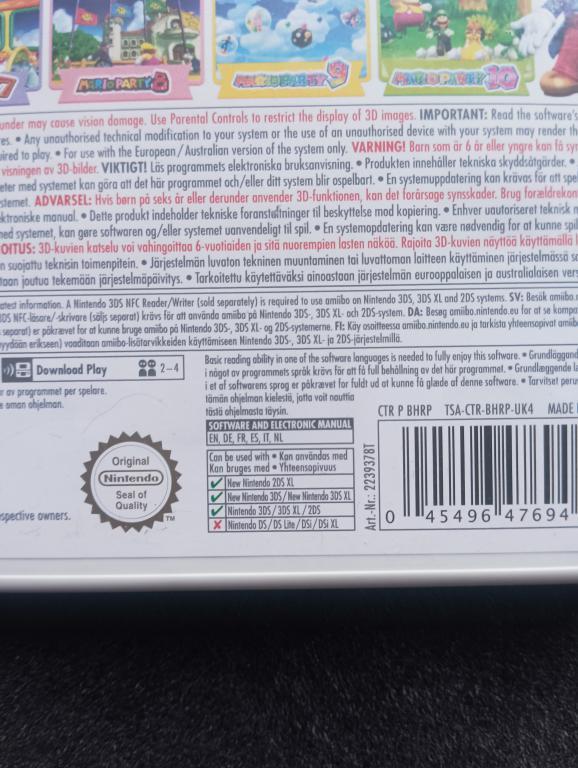 7
MARIO PARTY 8
MARIO PARTY 9
MARIO PARTY 10
under may cause vision damage. Use Parental Controls to restrict the display of 3D images. IMPORTANT: Read the software's
res. • Any unauthorised technical modification to your system or the use of an unauthorised device with your system may render th
ired to play. • For use with the European/Australian version of the system only. VARNING! Barn som är 6 år eller yngre kan få syn
visningen av 3D-bilder. VIKTIGT! Läs programmets elektroniska bruksanvisning. • Produkten innehåller tekniska skyddsåtgärder. •
eter med systemet kan göra att det här programmet och/eller ditt system blir obrukbart. • En systemuppdatering kan krävas för att spel
stemet. ADVARSEL: Hvis børn på seks år eller derunder anvender 3D-funktionen, kan det forårsage synsskader. Brug forældrekon
ektroniske manual. • Dette produkt indeholder tekniske foranstaltninger til beskyttelse mod kopiering. • Enhver uautoriseret teknisk
ed systemet, kan gøre softwaren og/eller systemet uanvendeligt til spil. • En systemopdatering kan være nødvendig for at kunne spil
OITUS: 3D-kuvien katselu voi vahingoittaa 6-vuotiaiden ja sitä nuorempien lasten näköä. Rajoita 3D-kuvien näyttöä käyttämällä
n suojattu teknisin toimenpitein. • Järjestelmän luvaton tekninen muuntaminen tai luvattoman laitteen käyttäminen järjestelmässä
taan joutuu tekemään järjestelmäpäivitys. • Tarkoitettu käytettäväksi ainoastaan järjestelmän eurooppalaisen ja australialaisen vers
atest information. A Nintendo 3DS NFC Reader/Writer (sold separately) is required to use amiibo on Nintendo 3DS, 3DS XL and 2DS systems. SV: Besök amiibo.
3DS NFC-läsare/-skrivare (säljs separat) krävs för att använda amiibo på Nintendo 3DS-, 3DS XL- och 2DS-system. DA: Besøg amiibo.nintendo.eu for at se kompa
separat) er påkrævet for at kunne bruge amiibo på Nintendo 3DS-, 3DS XL- og 2DS-systemerne. FI: Käy osoitteessa amiibo.nintendo.eu ja tarkista yhteensopivat amiib
yydään erikseen) vaaditaan amiibo-lisätarvikkeiden käyttämiseen Nintendo 3DS-, 3DS XL- ja 2DS-järjestelmillä.
Download Play 2-4
ar av programmet per spelare.
oman ohjelman.
Basic reading ability in one of the software languages is needed to fully enjoy this software. • Grundläggand
i något av programmets språk krävs för att få full behållning av det här programmet. • Grundlæggende l
i et af softwarens sprog er påkrævet for fuldt ud at kunne få glæde af denne software. • Tarvitset perus
tämän ohjelman kielestä, jotta voit nauttia
tästä ohjelmasta täysin.
SOFTWARE AND ELECTRONIC MANUAL
EN, DE, FR, ES, IT, NL
Can be used with • Kan användas med
Kan bruges med • Yhteensopivuus
New Nintendo 2DS XL
New Nintendo 3DS/New Nintendo 3DS XL
Nintendo 3DS/3DS XL/2DS
Nintendo DS/DS Lite/DSi/DSi XL
Original
Nintendo
Seal of
Quality
TM
spective owners.
Art.-Nr.: 2239378T
CTR P BHRP TSA-CTR-BHRP-UK4 MADE
0 45496 47694